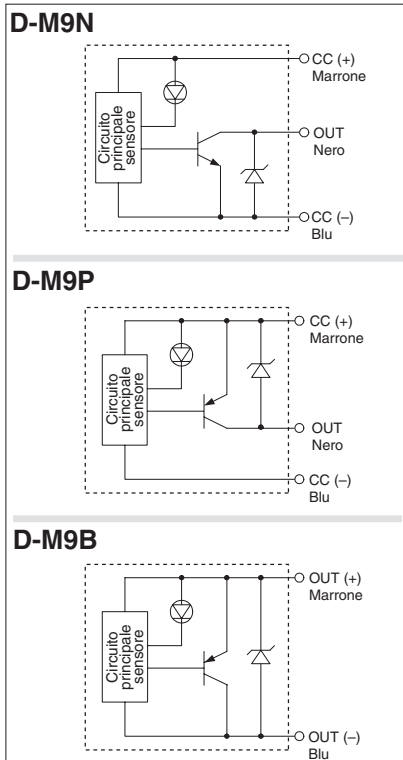 D-M9N
CC (+)
Marrone
Circuito
principale
sensore
OUT
Nero
CC (–)
Blu
D-M9P
CC (+)
Marrone
Circuito
principale
sensore
OUT
Nero
CC (–)
Blu
D-M9B
OUT (+)
Marrone
Circuito
principale
sensore
OUT (–)
Blu